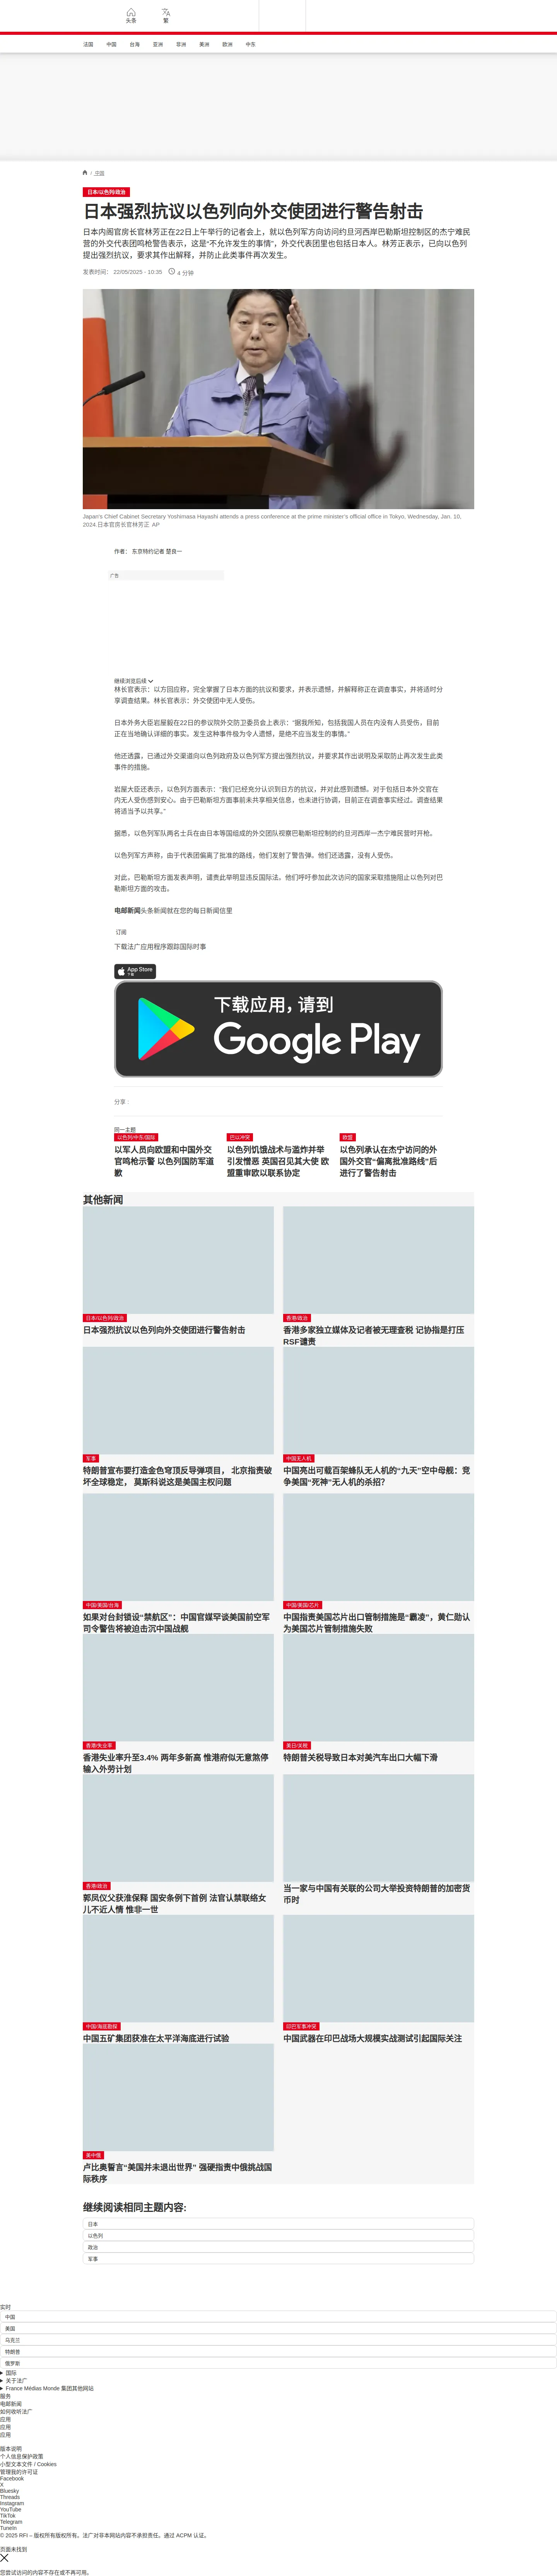 头条
繁
法国
中国
台海
亚洲
非洲
美洲
欧洲
中东
/ 中国
日本/以色列/政治
日本强烈抗议以色列向外交使团进行警告射击
日本内阁官房长官林芳正在22日上午举行的记者会上，就以色列军方向访问约旦河西岸巴勒斯坦控制区的杰宁难民
营的外交代表团鸣枪警告表示，这是“不允许发生的事情”，外交代表团里也包括日本人。林芳正表示，已向以色列
提出强烈抗议，要求其作出解释，并防止此类事件再次发生。
发表时间： 22/05/2025 - 10:35
4 分钟
Japan's Chief Cabinet Secretary Yoshimasa Hayashi attends a press conference at the prime minister's official office in Tokyo, Wednesday, Jan. 10,
2024.日本官房长官林芳正 AP
作者： 东京特约记者 楚良一
广告
继续浏览后续
林长官表示：以方回应称，完全掌握了日本方面的抗议和要求，并表示遗憾，并解释称正在调查事实，并将适时分
享调查结果。林长官表示：外交使团中无人受伤。
日本外务大臣岩屋毅在22日的参议院外交防卫委员会上表示：“据我所知，包括我国人员在内没有人员受伤，目前
正在当地确认详细的事实。发生这种事件极为令人遗憾，是绝不应当发生的事情。”
他还透露，已通过外交渠道向以色列政府及以色列军方提出强烈抗议，并要求其作出说明及采取防止再次发生此类
事件的措施。
岩屋大臣还表示，以色列方面表示：“我们已经充分认识到日方的抗议，并对此感到遗憾。对于包括日本外交官在
内无人受伤感到安心。由于巴勒斯坦方面事前未共享相关信息，也未进行协调，目前正在调查事实经过。调查结果
将适当予以共享。”
据悉，以色列军队两名士兵在由日本等国组成的外交团队视察巴勒斯坦控制的约旦河西岸一杰宁难民营时开枪。
以色列军方声称，由于代表团偏离了批准的路线，他们发射了警告弹。他们还透露，没有人受伤。
对此，巴勒斯坦方面发表声明，谴责此举明显违反国际法。他们呼吁参加此次访问的国家采取措施阻止以色列对巴
勒斯坦方面的攻击。
电邮新闻头条新闻就在您的每日新闻信里
订阅
下载法广应用程序跟踪国际时事
App Store
下载
下载应用，请到
Google Play
分享 :
同一主题
以色列/中东/国际
以军人员向欧盟和中国外交
官鸣枪示警 以色列国防军道
歉
巴以冲突
以色列饥饿战术与滥炸并举
引发憎恶 英国召见其大使 欧
盟重审欧以联系协定
欧盟
以色列承认在杰宁访问的外
国外交官“偏离批准路线”后
进行了警告射击
其他新闻
日本/以色列/政治
日本强烈抗议以色列向外交使团进行警告射击
香港/政治
香港多家独立媒体及记者被无理查税 记协指是打压
RSF谴责
军事
特朗普宣布要打造金色穹顶反导弹项目， 北京指责破
坏全球稳定， 莫斯科说这是美国主权问题
中国无人机
中国亮出可载百架蜂队无人机的“九天”空中母舰：竞
争美国“死神”无人机的杀招？
中国/美国/台海
如果对台封锁设“禁航区”：中国官媒罕谈美国前空军
司令警告将被迫击沉中国战舰
中国/美国/芯片
中国指责美国芯片出口管制措施是“霸凌”，黄仁勋认
为美国芯片管制措施失败
香港/失业率
香港失业率升至3.4% 两年多新高 惟港府似无意煞停
输入外劳计划
美日/关税
特朗普关税导致日本对美汽车出口大幅下滑
香港/政治
郭凤仪父获淮保释 国安条例下首例 法官认禁联络女
儿不近人情 惟非一世
当一家与中国有关联的公司大举投资特朗普的加密货
币时
中国/海底勘探
中国五矿集团获准在太平洋海底进行试验
印巴军事冲突
中国武器在印巴战场大规模实战测试引起国际关注
美中俄
卢比奥誓言“美国并未退出世界” 强硬指责中俄挑战国
际秩序
继续阅读相同主题内容:
日本
以色列
政治
军事
实时
中国
美国
乌克兰
特朗普
俄罗斯
国际
关于法广
France Médias Monde 集团其他网站
服务
电邮新闻
如何收听法广
应用
应用
应用
版本说明
个人信息保护政策
小型文本文件 / Cookies
管理我的许可证
Facebook
X
Bluesky
Threads
Instagram
YouTube
TikTok
Telegram
TuneIn
© 2025 RFI – 版权所有版权所有。法广对非本网站内容不承担责任。通过 ACPM 认证。
页面未找到
您尝试访问的内容不存在或不再可用。